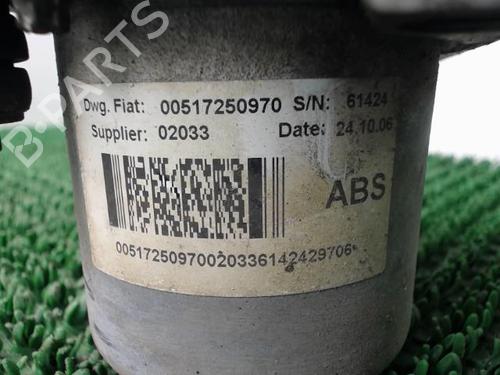 Dwg. Fiat: 00517250970 S/N: 61424
Supplier: 02033 Date: 24.10.06
ABS
00517250970020336142429706
B-PARTS